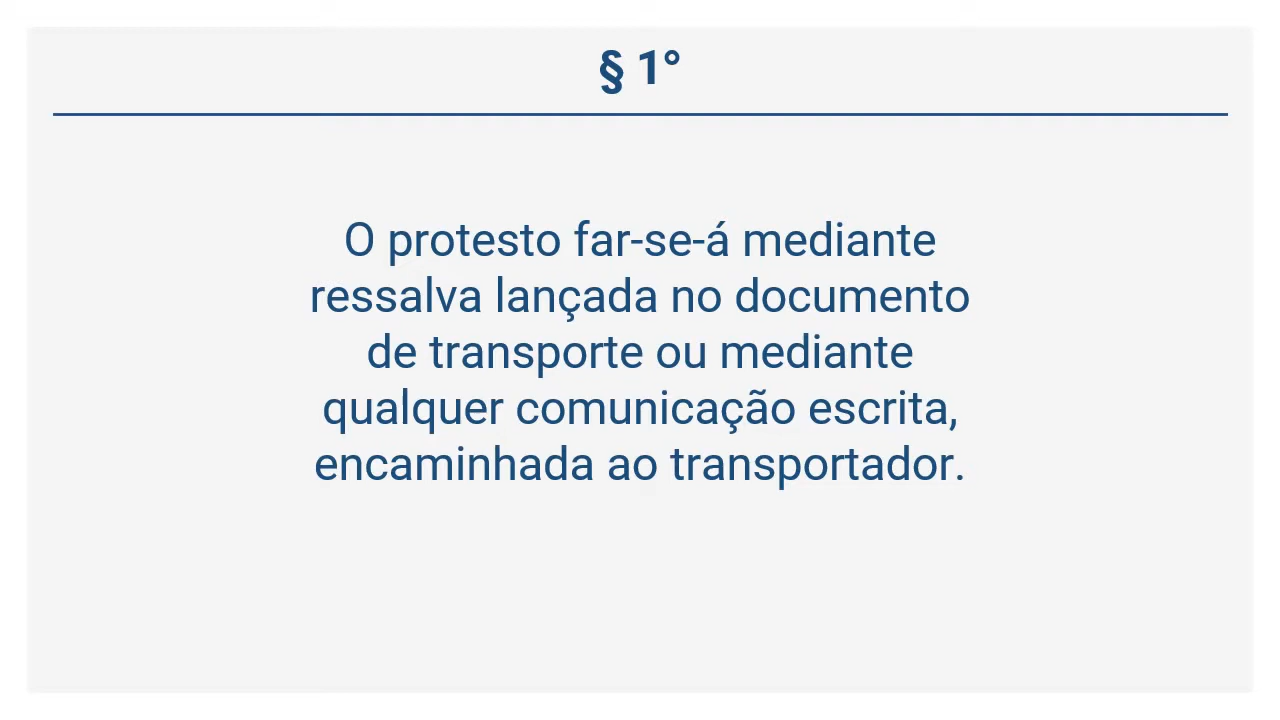 § 1°
O protesto far-se-á mediante
ressalva lançada no documento
de transporte ou mediante
qualquer comunicação escrita,
encaminhada ao transportador.